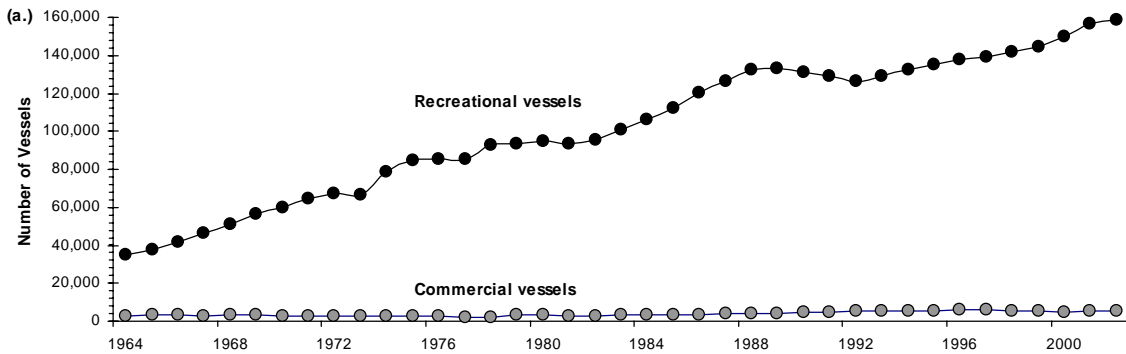 (a.)
160,000
140,000
120,000
100,000
80,000
60,000
40,000
20,000
0
Number of Vessels
Recreational vessels
Commercial vessels
1964 1968 1972 1976 1980 1984 1988 1992 1996 2000